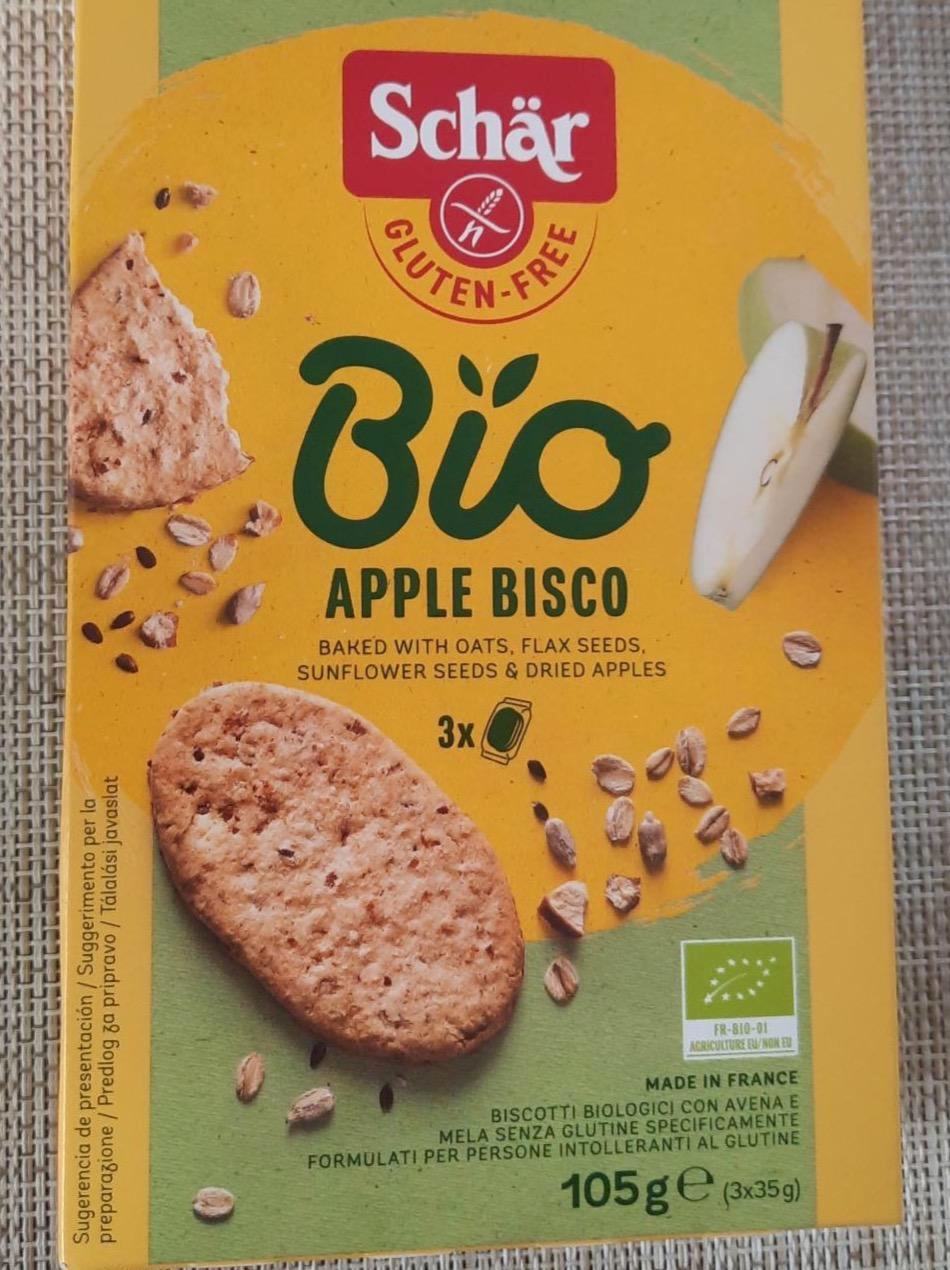 Schär
GLUTEN-FREE
Bio
APPLE BISCO
BAKED WITH OATS, FLAX SEEDS,
SUNFLOWER SEEDS & DRIED APPLES
3x
FR-BIO-01
AGRICULTURE EU/NON EU
MADE IN FRANCE
BISCOTTI BIOLOGICI CON AVENA E
MELA SENZA GLUTINE SPECIFICAMENTE
FORMULATI PER PERSONE INTOLLERANTI AL GLUTINE
105g e (3x35g)
Sugerencia de presentación / Suggerimento per la
preparazione / Predlog za pripravo / Tálalási javaslat